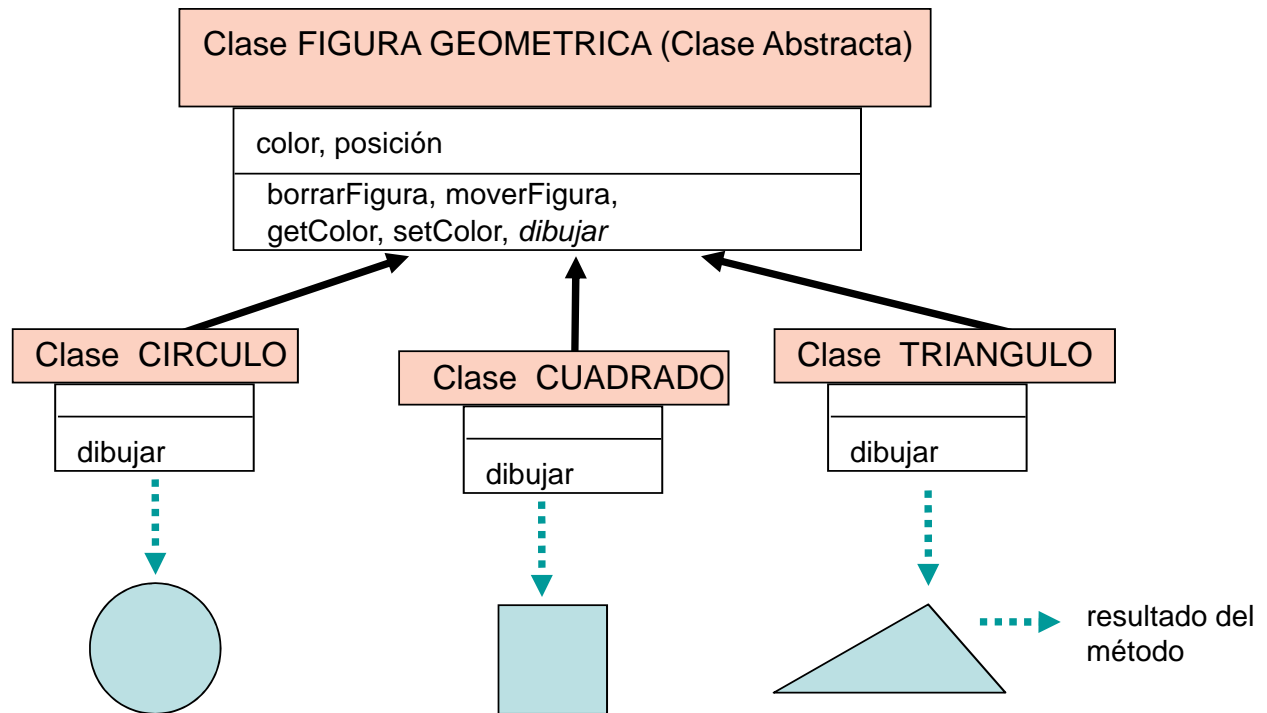 Clase FIGURA GEOMETRICA (Clase Abstracta)
color, posición
borrarFigura, moverFigura,
getColor, setColor, dibujar
Clase CIRCULO
dibujar
Clase CUADRADO
dibujar
Clase TRIANGULO
dibujar
resultado del
método